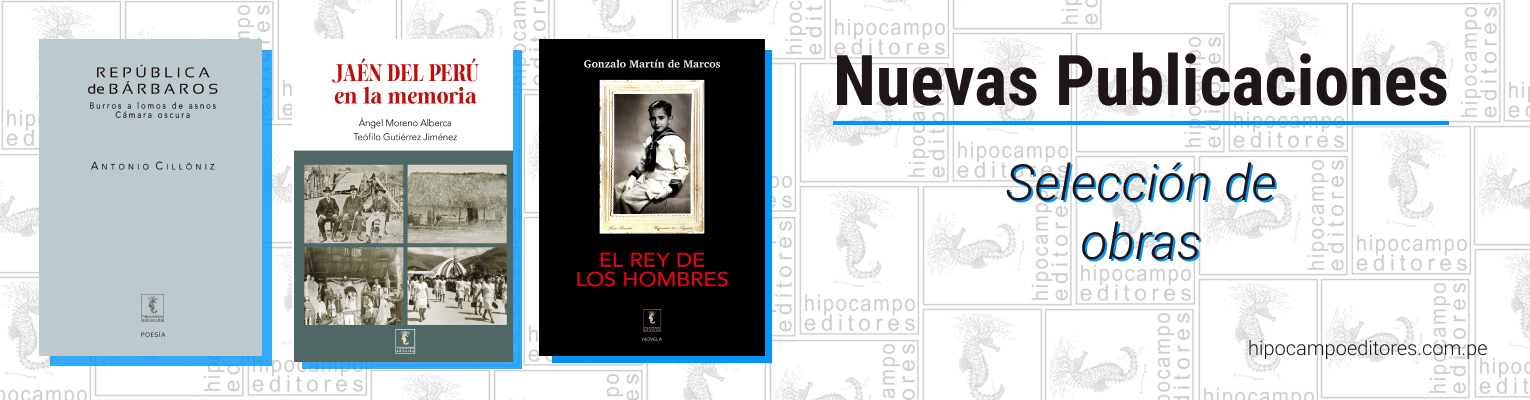 REPÚBLICA
de BÁRBAROS
Burros a lomos de asnos
Cámara oscura
ANTONIO CILLÓNIZ
hipocampo
editores
POESÍA
JAÉN DEL PERÚ
en la memoria
Ángel Moreno Alberca
Teófilo Gutiérrez Jiménez
Gonzalo Martín de Marcos
EL REY DE
LOS HOMBRES
NOVELA
Nuevas Publicaciones
Selección de
obras
hipocampoeditores.com.pe
hipocampo
editores